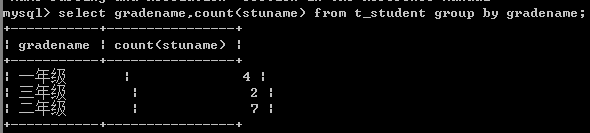 mysql> select gradename,count(stuname) from t_student group by gradename;
+-----------+----------------+
| gradename | count(stuname) |
+-----------+----------------+
| 一年级 | 4 |
| 三年级 | 2 |
| 二年级 | 7 |
+-----------+----------------+